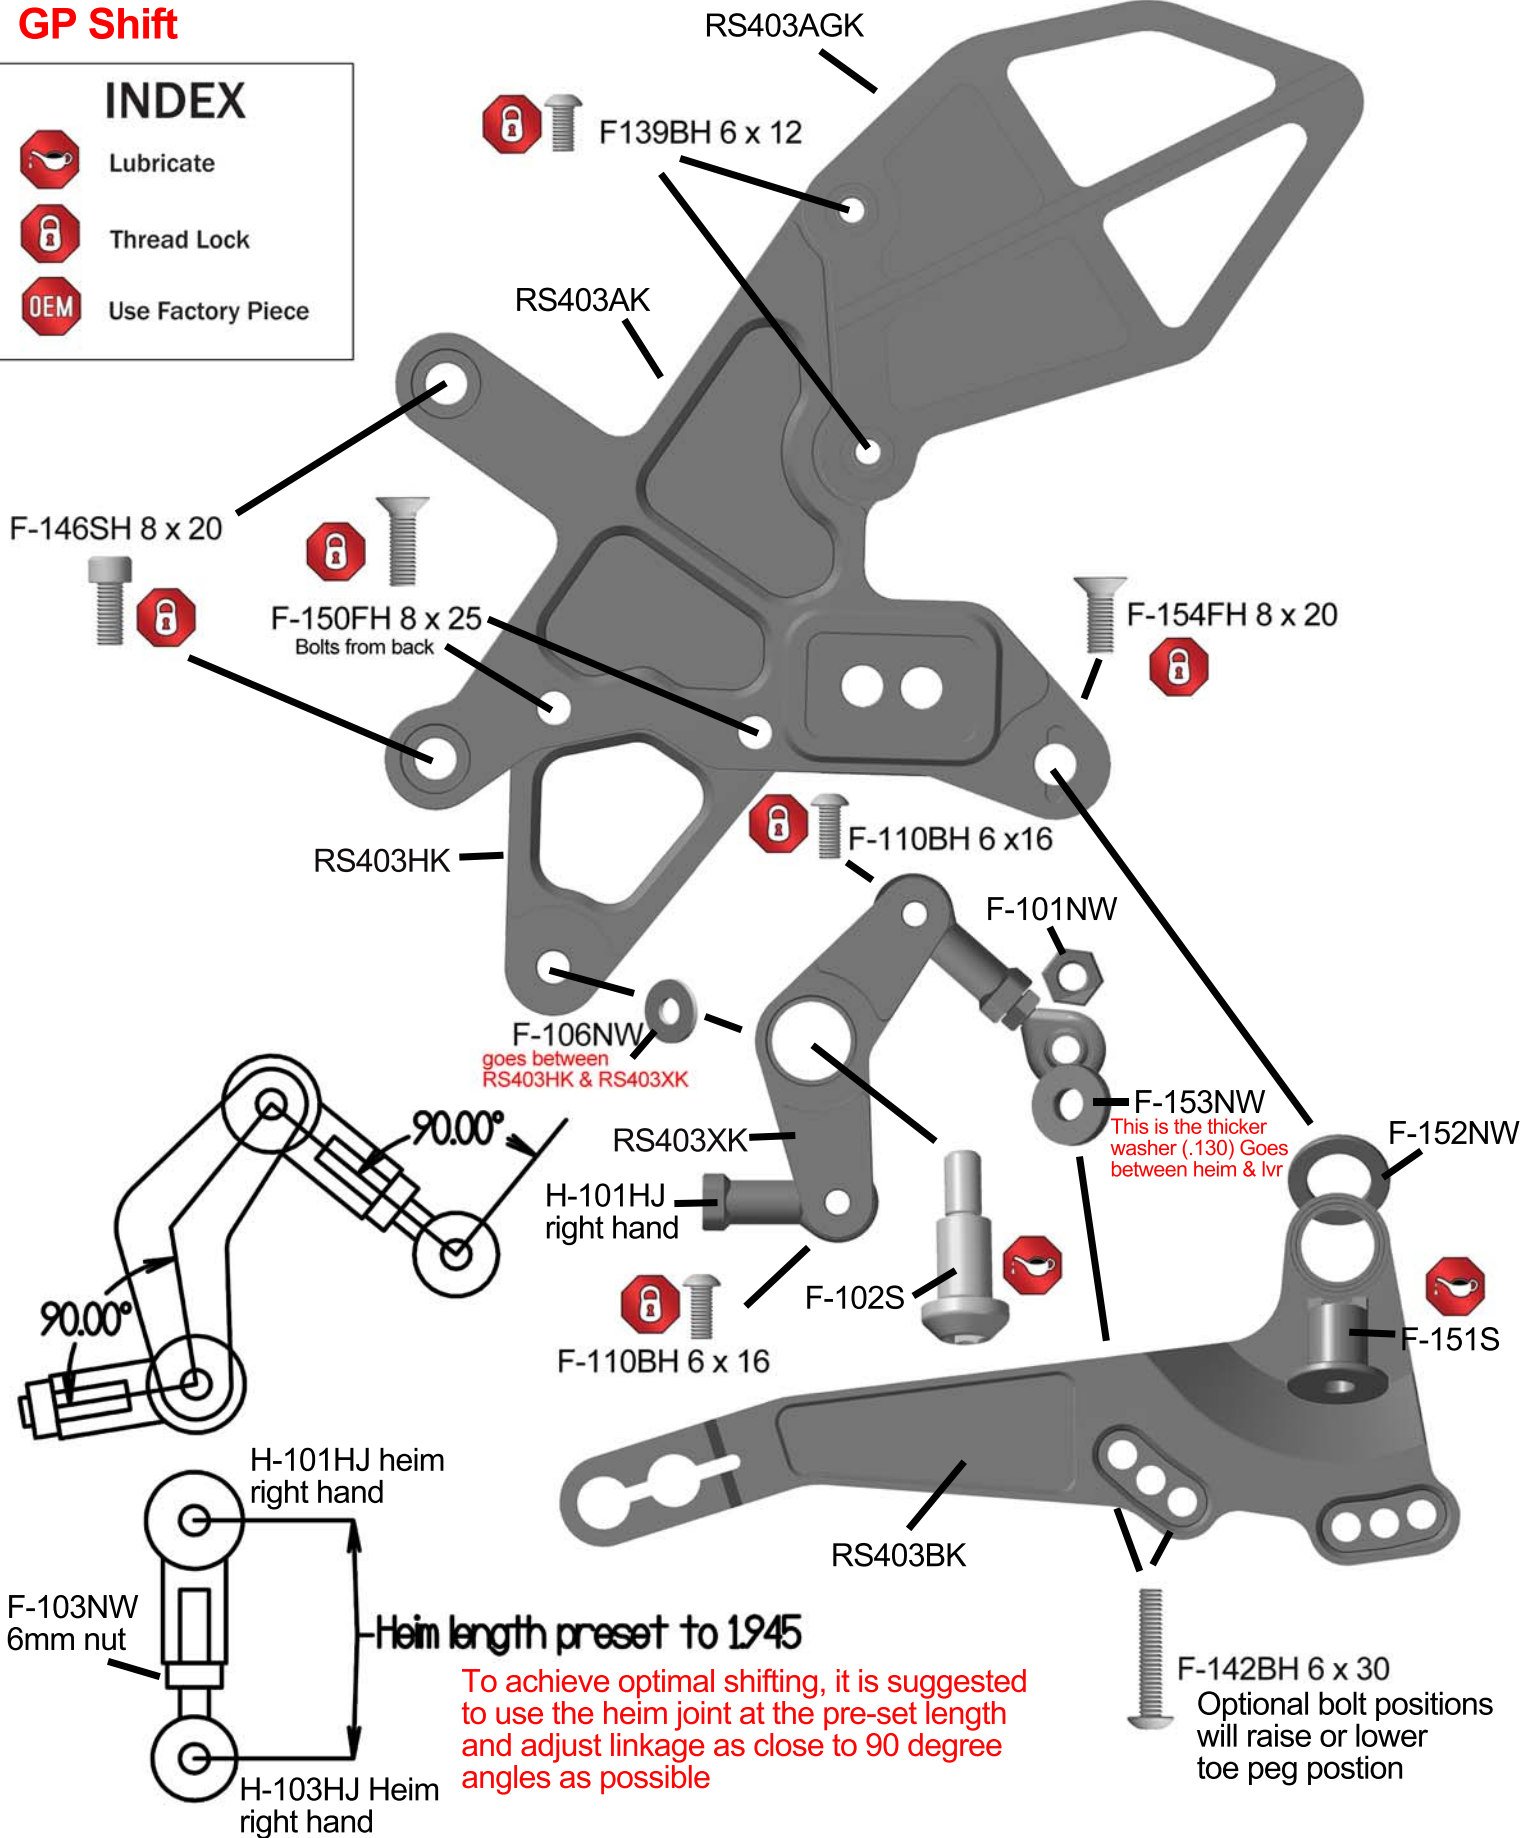 GP Shift
INDEX
Lubricate
Thread Lock
OEM
Use Factory Piece
RS403AGK
F139BH 6 x 12
RS403AK
F-146SH 8 x 20
F-150FH 8 x 25
Bolts from back
F-154FH 8 x 20
RS403HK
F-110BH 6 x16
F-101NW
F-106NW
goes between
RS403HK & RS403XK
F-153NW
This is the thicker
washer (.130) Goes
between heim & lvr
F-152NW
RS403XK
H-101HJ
right hand
F-102S
F-151S
F-110BH 6 x 16
90.00°
90.00°
RS403BK
H-101HJ heim
right hand
F-103NW
6mm nut
Heim length preset to 1.945
H-103HJ Heim
right hand
To achieve optimal shifting, it is suggested
to use the heim joint at the pre-set length
and adjust linkage as close to 90 degree
angles as possible
F-142BH 6 x 30
Optional bolt positions
will raise or lower
toe peg postion